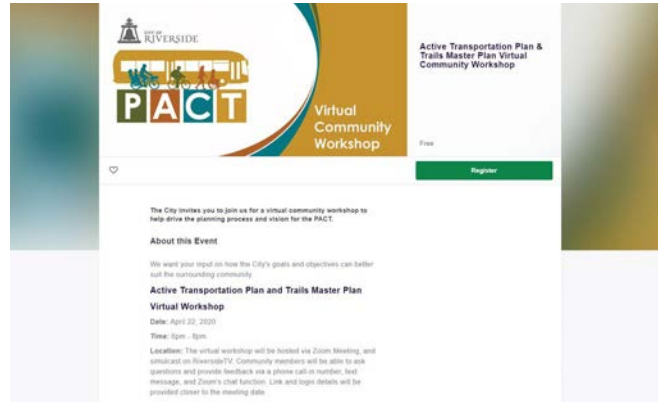 CITY OF
RIVERSIDE
PACT
Virtual
Community
Workshop
Active Transportation Plan &
Trails Master Plan Virtual
Community Workshop
Free
Register
The City invites you to join us for a virtual community workshop to
help drive the planning process and vision for the PACT.
About this Event
We want your input on how the City's goals and objectives can better
suit the surrounding community.
Active Transportation Plan and Trails Master Plan
Virtual Workshop
Date: April 22, 2020
Time: 6pm - 8pm
Location: The virtual workshop will be hosted via Zoom Meeting, and
simulcast on RiversideTV. Community members will be able to ask
questions and provide feedback via a phone call-in number, text
message, and Zoom's chat function. Link and login details will be
provided closer to the meeting date.